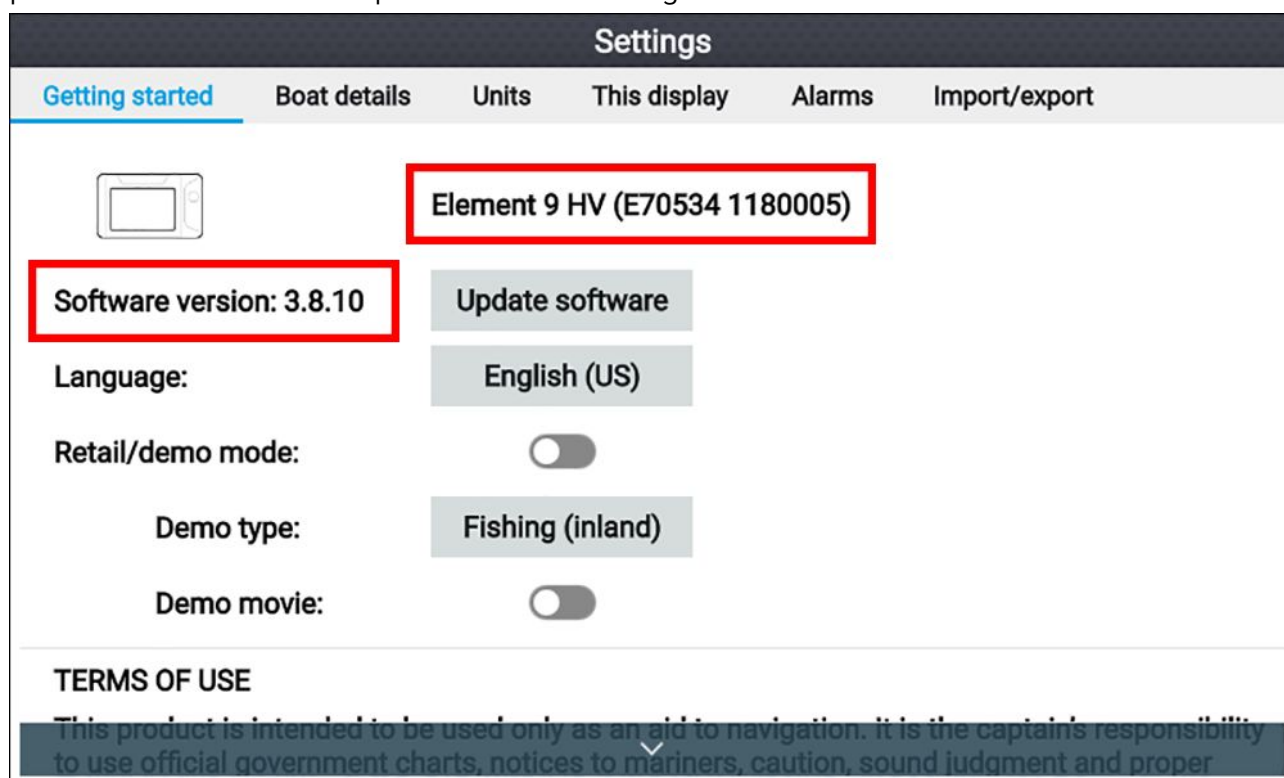 Settings
Getting started Boat details Units This display Alarms Import/export
Element 9 HV (E70534 1180005)
Software version: 3.8.10 Update software
Language: English (US)
Retail/demo mode:
Demo type: Fishing (inland)
Demo movie:
TERMS OF USE
This product is intended to be used only as an aid to navigation. It is the captain's responsibility
to use official government charts, notices to mariners, caution, sound judgment and proper